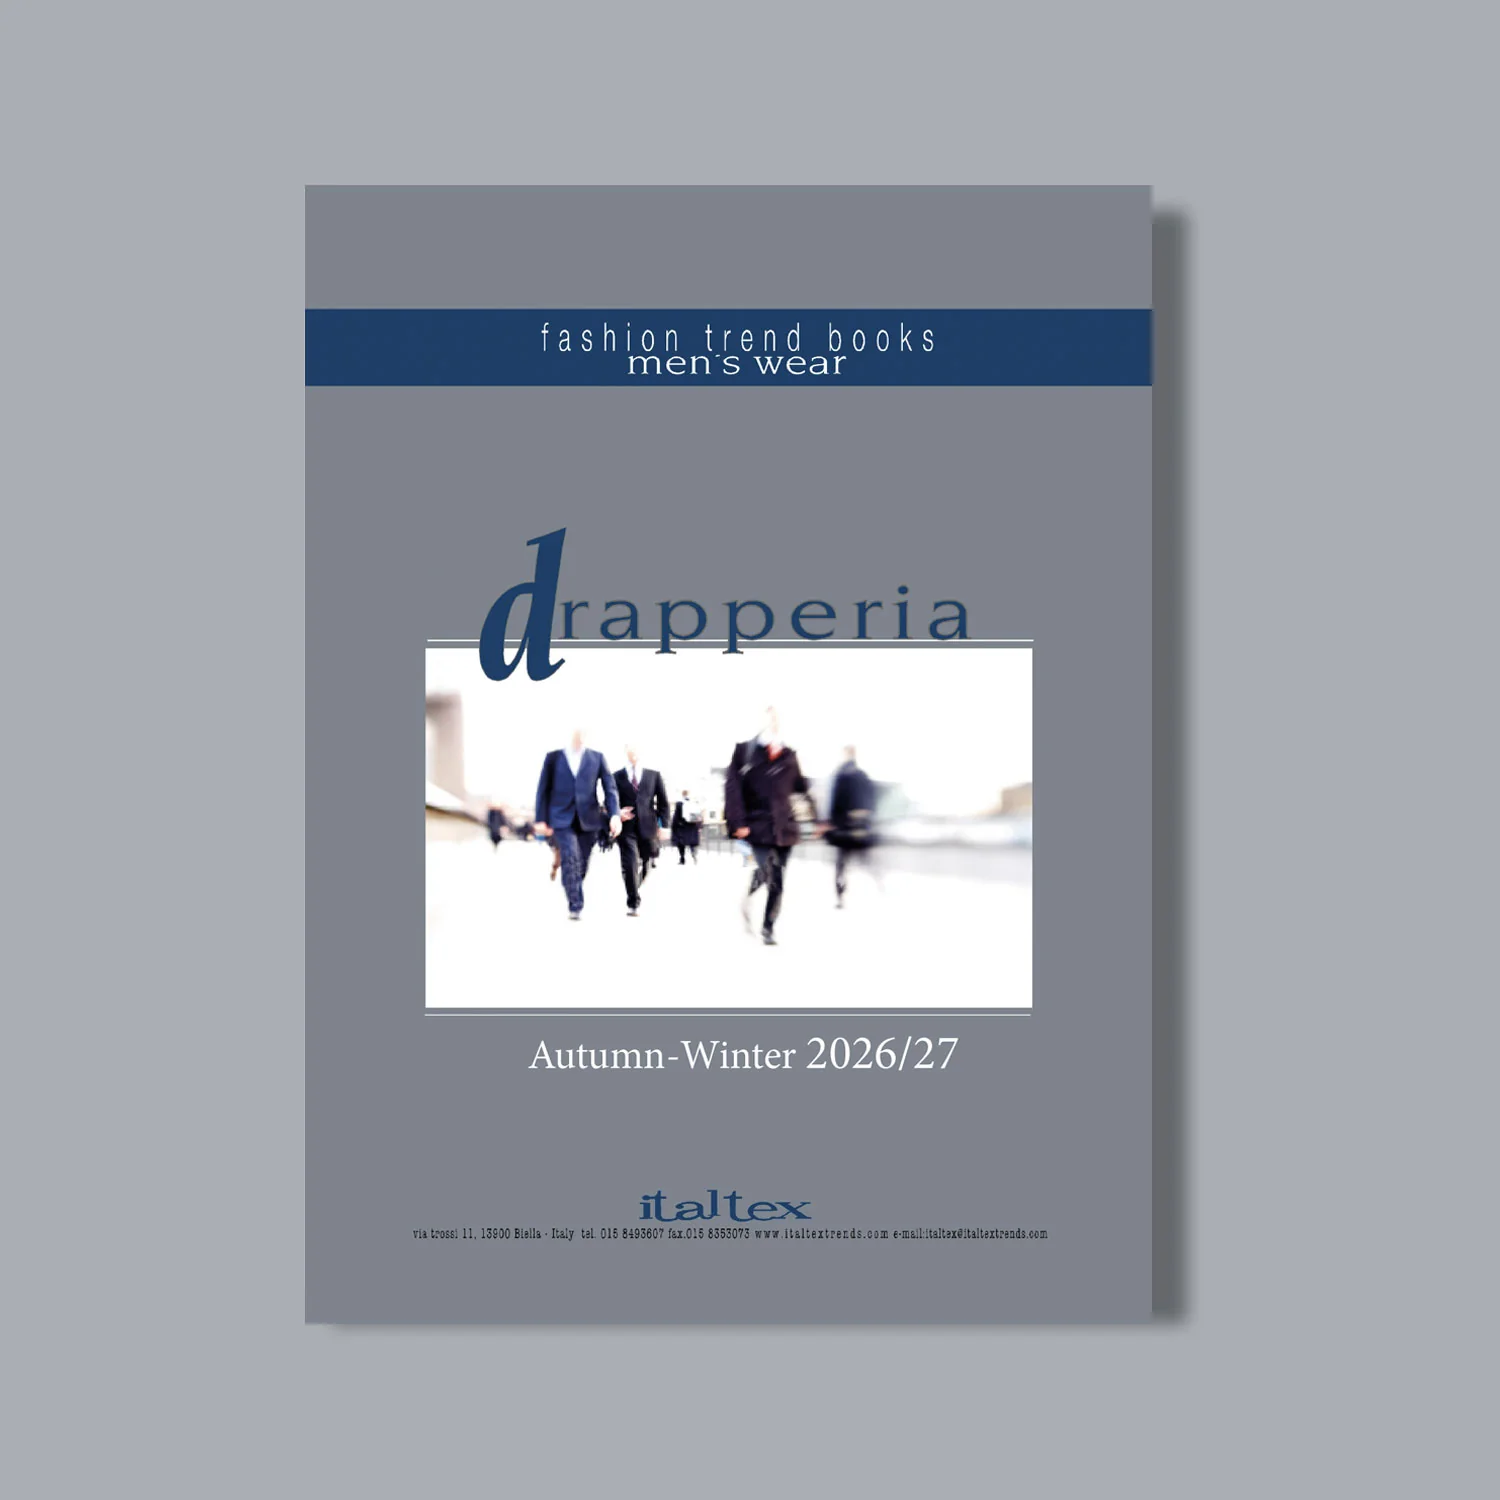 fashion trend books
men's wear
drapperia
Autumn-Winter 2026/27
italtex
via trossi 11, 13900 Biella - Italy tel. 015 8493607 fax.015 8353073 www.italtextrends.com e-mail:italtex@italtextrends.com